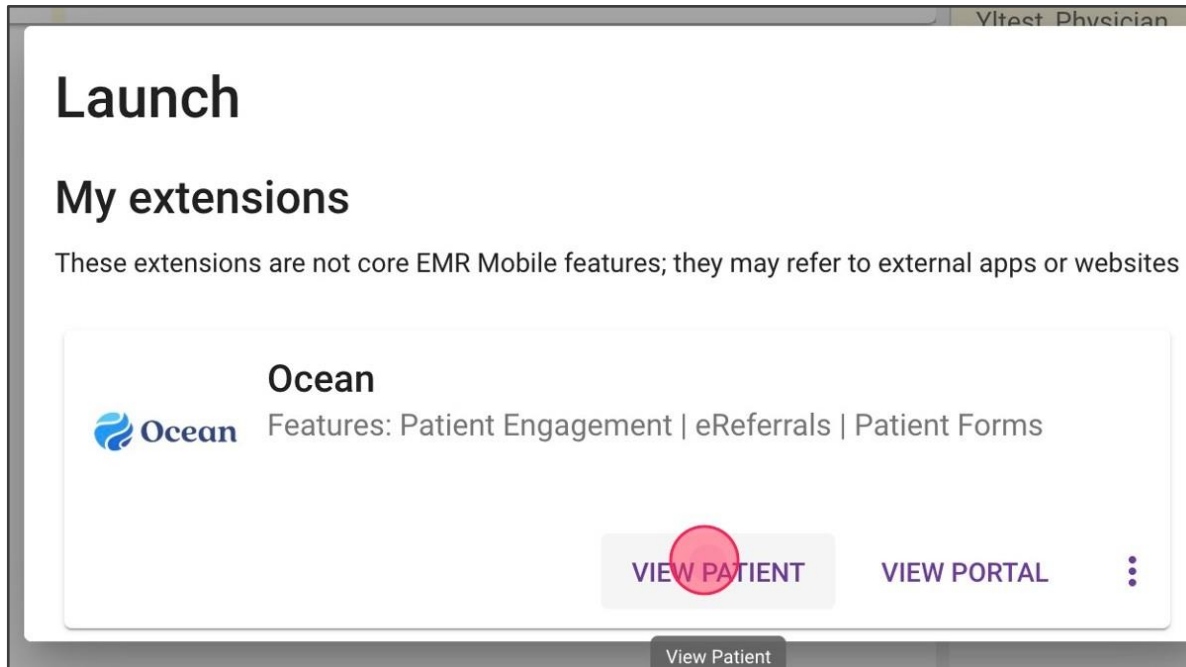 Yltest, Physician
Launch
My extensions
These extensions are not core EMR Mobile features; they may refer to external apps or websites
Ocean
Ocean
Features: Patient Engagement | eReferrals | Patient Forms
VIEW PATIENT
VIEW PORTAL
View Patient